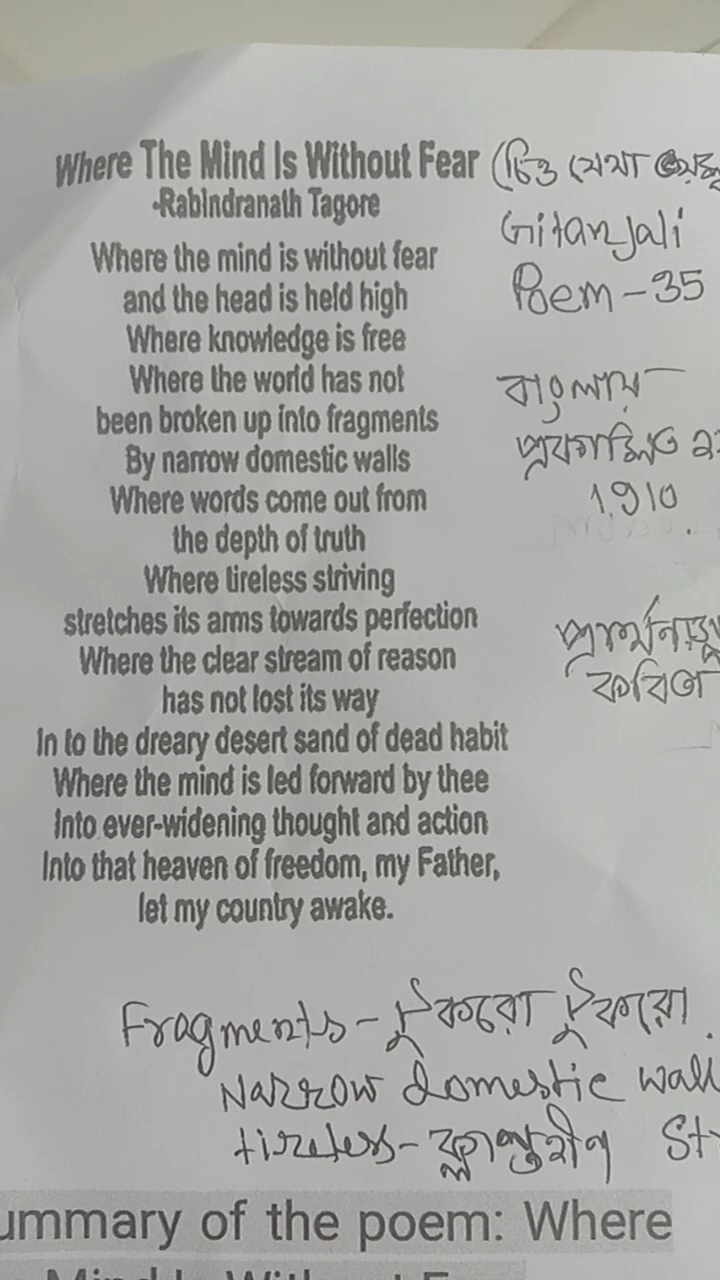 Where The Mind Is Without Fear (চিত্ত যেথা
-Rabindranath Tagore
Gitanjali
Poem - 35
Where the mind is without fear
and the head is held high
Where knowledge is free
Where the world has not
been broken up into fragments
By narrow domestic walls
Where words come out from
the depth of truth
Where tireless striving
stretches its arms towards perfection
Where the clear stream of reason
has not lost its way
In to the dreary desert sand of dead habit
Where the mind is led forward by thee
Into ever-widening thought and action
Into that heaven of freedom, my Father,
let my country awake.
বাংলায়
প্রকাশিত
1910
কবিতা
Fragments - টুকরো টুকরো.
Narrow domestic wall
tireless - ক্লান্তহীন St
ummary of the poem: Where